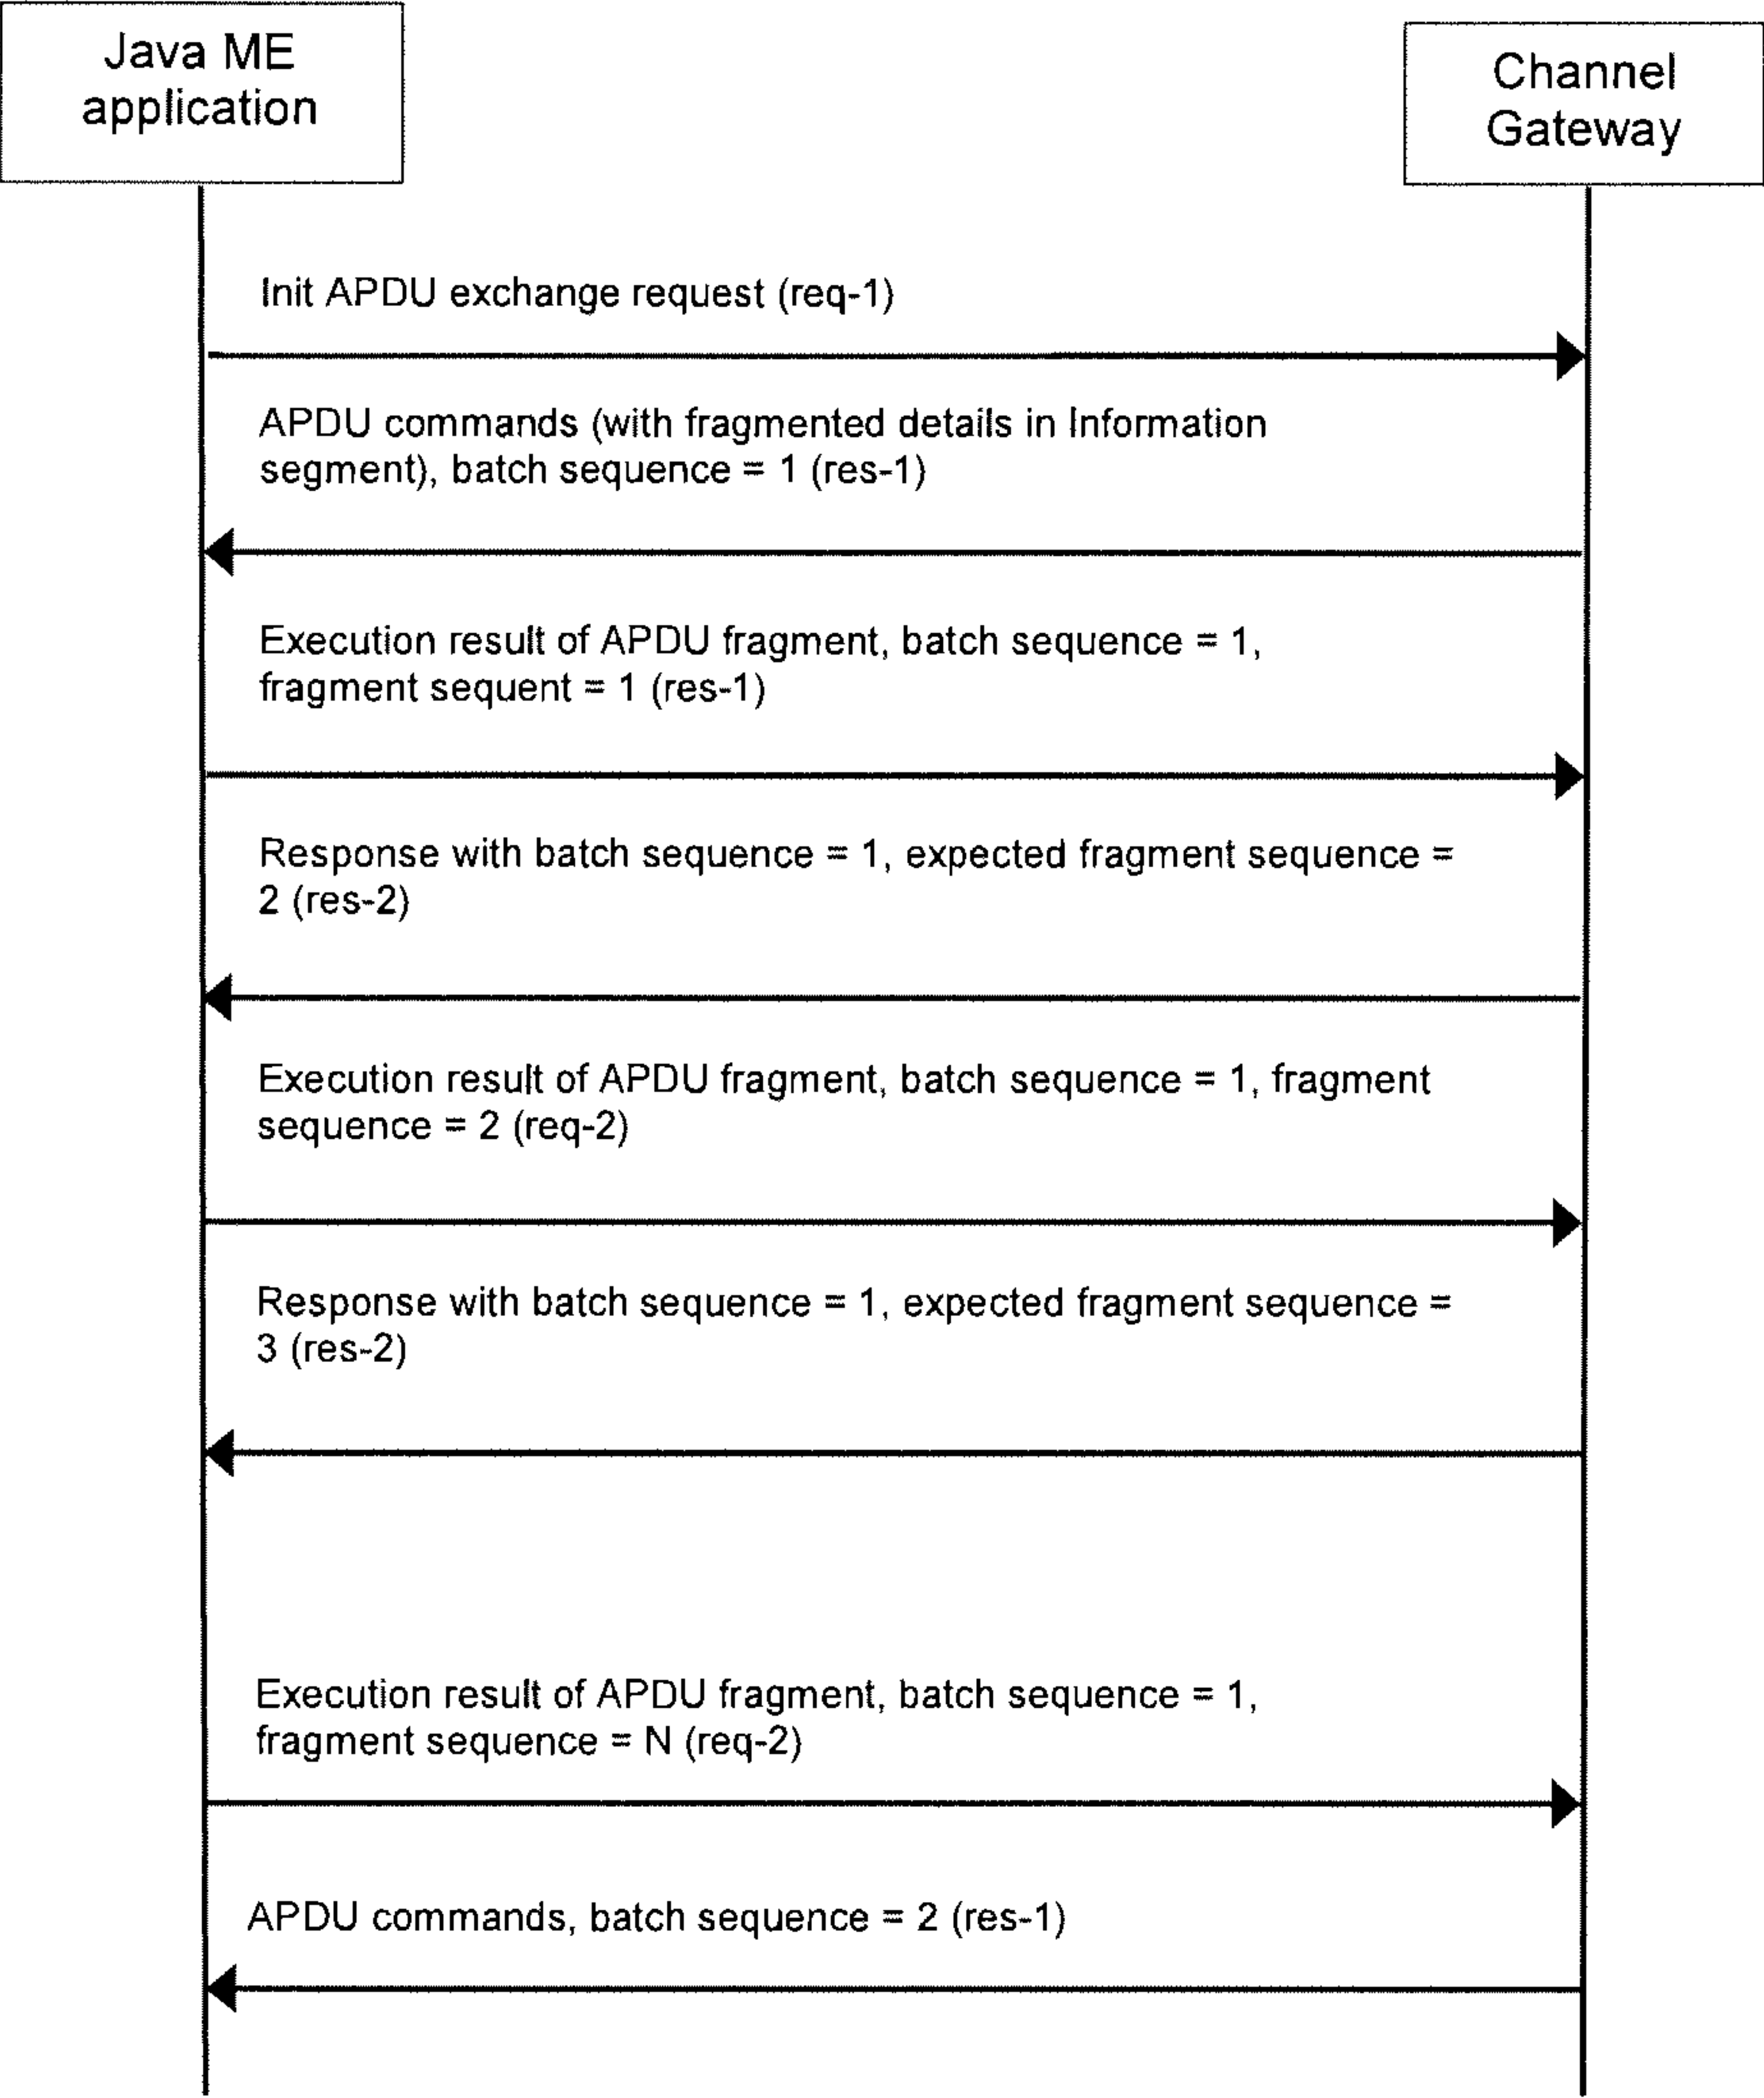 Java ME
application
Channel
Gateway
Init APDU exchange request (req-1)
APDU commands (with fragmented details in Information
segment), batch sequence = 1 (res-1)
Execution result of APDU fragment, batch sequence = 1,
fragment sequent = 1 (res-1)
Response with batch sequence = 1, expected fragment sequence =
2 (res-2)
Execution result of APDU fragment, batch sequence = 1, fragment
sequence = 2 (req-2)
Response with batch sequence = 1, expected fragment sequence =
3 (res-2)
Execution result of APDU fragment, batch sequence = 1,
fragment sequence = N (req-2)
APDU commands, batch sequence = 2 (res-1)